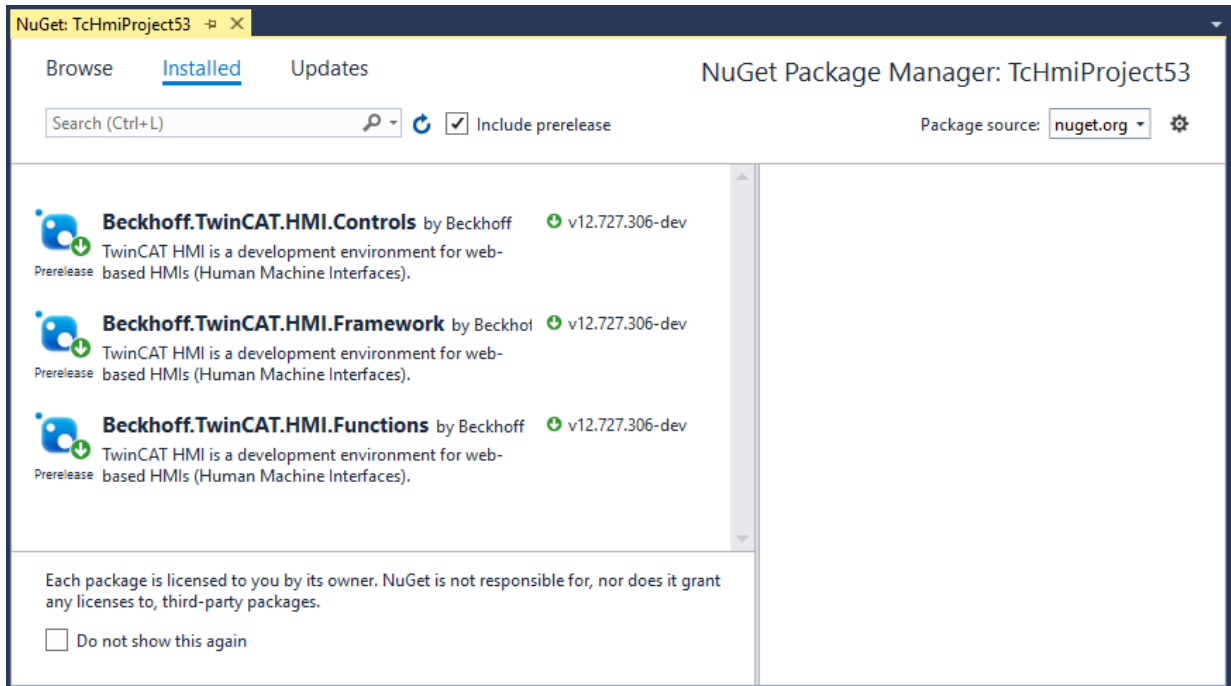 NuGet: TcHmiProject53
Browse Installed Updates
NuGet Package Manager: TcHmiProject53
Search (Ctrl+L)
Include prerelease
Package source: nuget.org
Beckhoff.TwinCAT.HMI.Controls by Beckhoff v12.727.306-dev
TwinCAT HMI is a development environment for web-
Prerelease based HMIs (Human Machine Interfaces).
Beckhoff.TwinCAT.HMI.Framework by Beckhof v12.727.306-dev
TwinCAT HMI is a development environment for web-
Prerelease based HMIs (Human Machine Interfaces).
Beckhoff.TwinCAT.HMI.Functions by Beckhoff v12.727.306-dev
TwinCAT HMI is a development environment for web-
Prerelease based HMIs (Human Machine Interfaces).
Each package is licensed to you by its owner. NuGet is not responsible for, nor does it grant
any licenses to, third-party packages.
Do not show this again